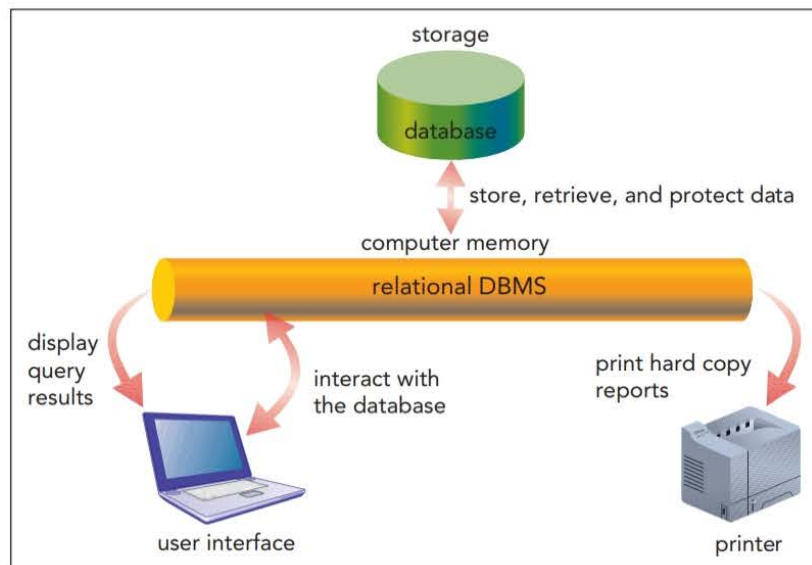 storage
database
store, retrieve, and protect data
computer memory
relational DBMS
display
query
results
interact with
the database
print hard copy
reports
user interface
printer